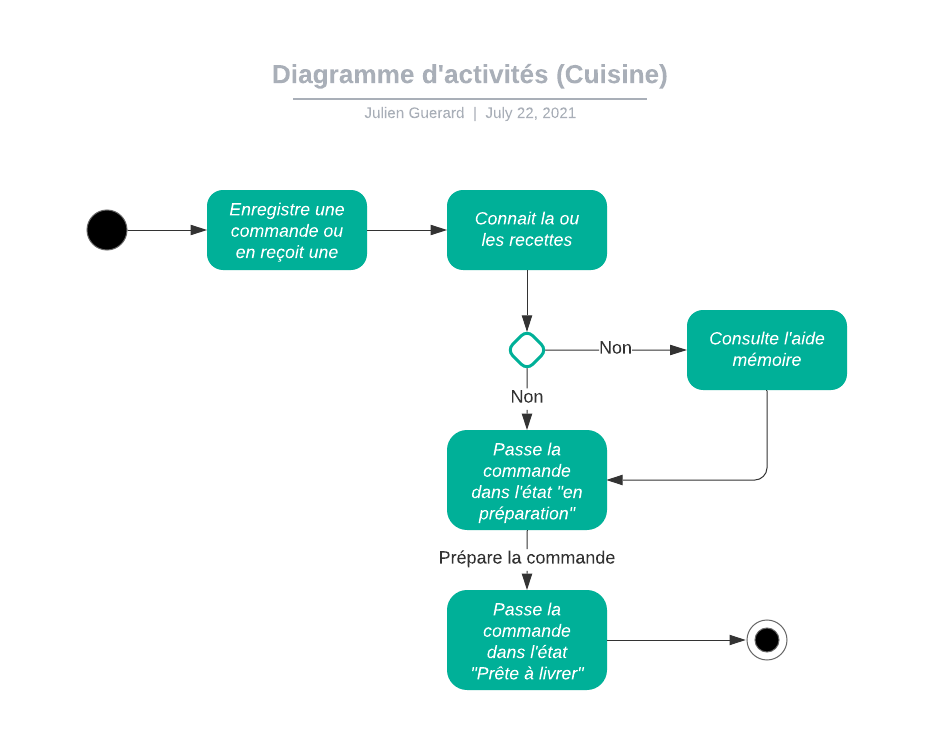 Diagramme d'activités (Cuisine)
Julien Guerard | July 22, 2021
Enregistre une
commande ou
en reçoit une
Connait la ou
les recettes
Consulte l'aide
mémoire
Non
Non
Passe la
commande
dans l'état "en
préparation"
Prépare la commande
Passe la
commande
dans l'état
"Prête à livrer"